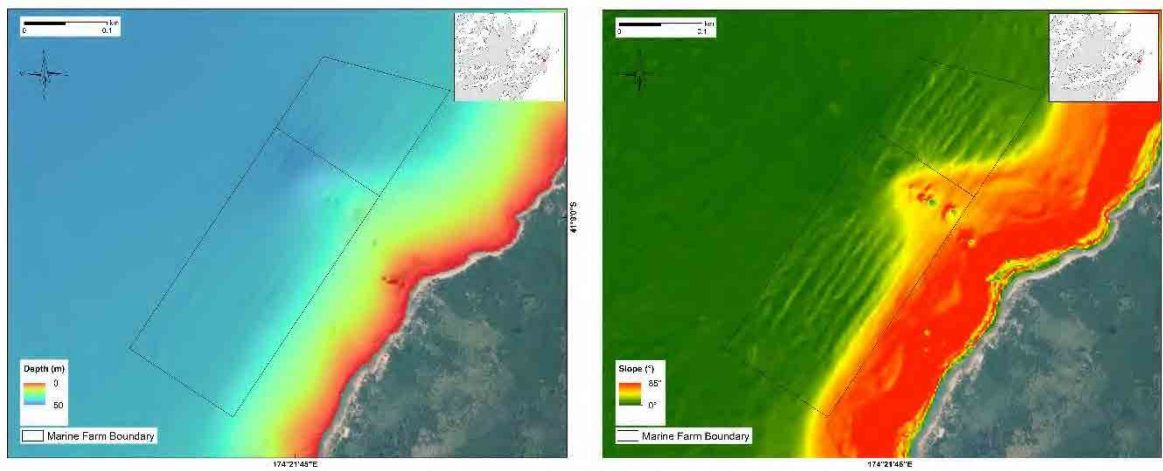 km
0 0.1
Depth (m)
0
50
Marine Farm Boundary
174°21'45"E
41°9'0"S
km
0 0.1
Slope (°)
85°
0°
Marine Farm Boundary
174°21'45"E